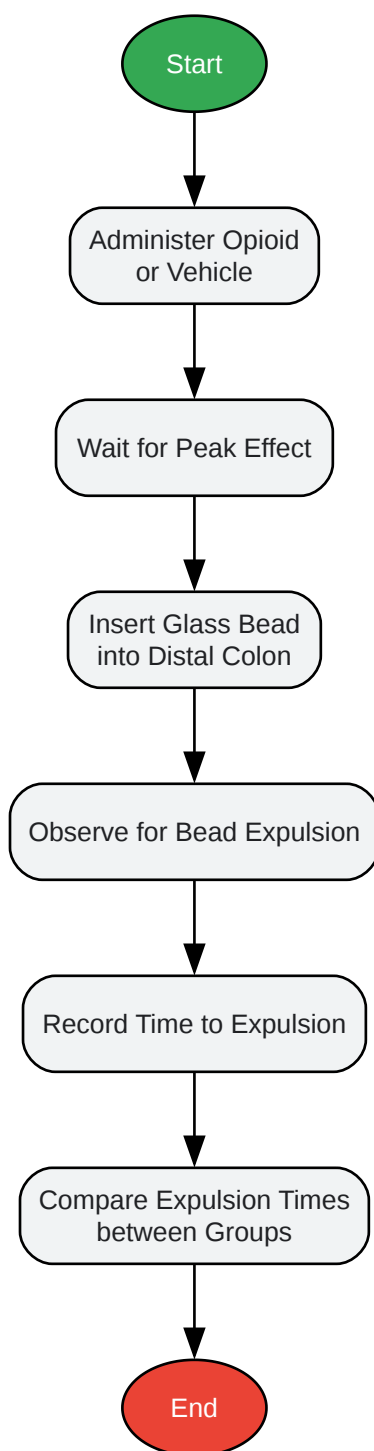 Start
Administer Opioid
or Vehicle
Wait for Peak Effect
Insert Glass Bead
into Distal Colon
Observe for Bead Expulsion
Record Time to Expulsion
Compare Expulsion Times
between Groups
End